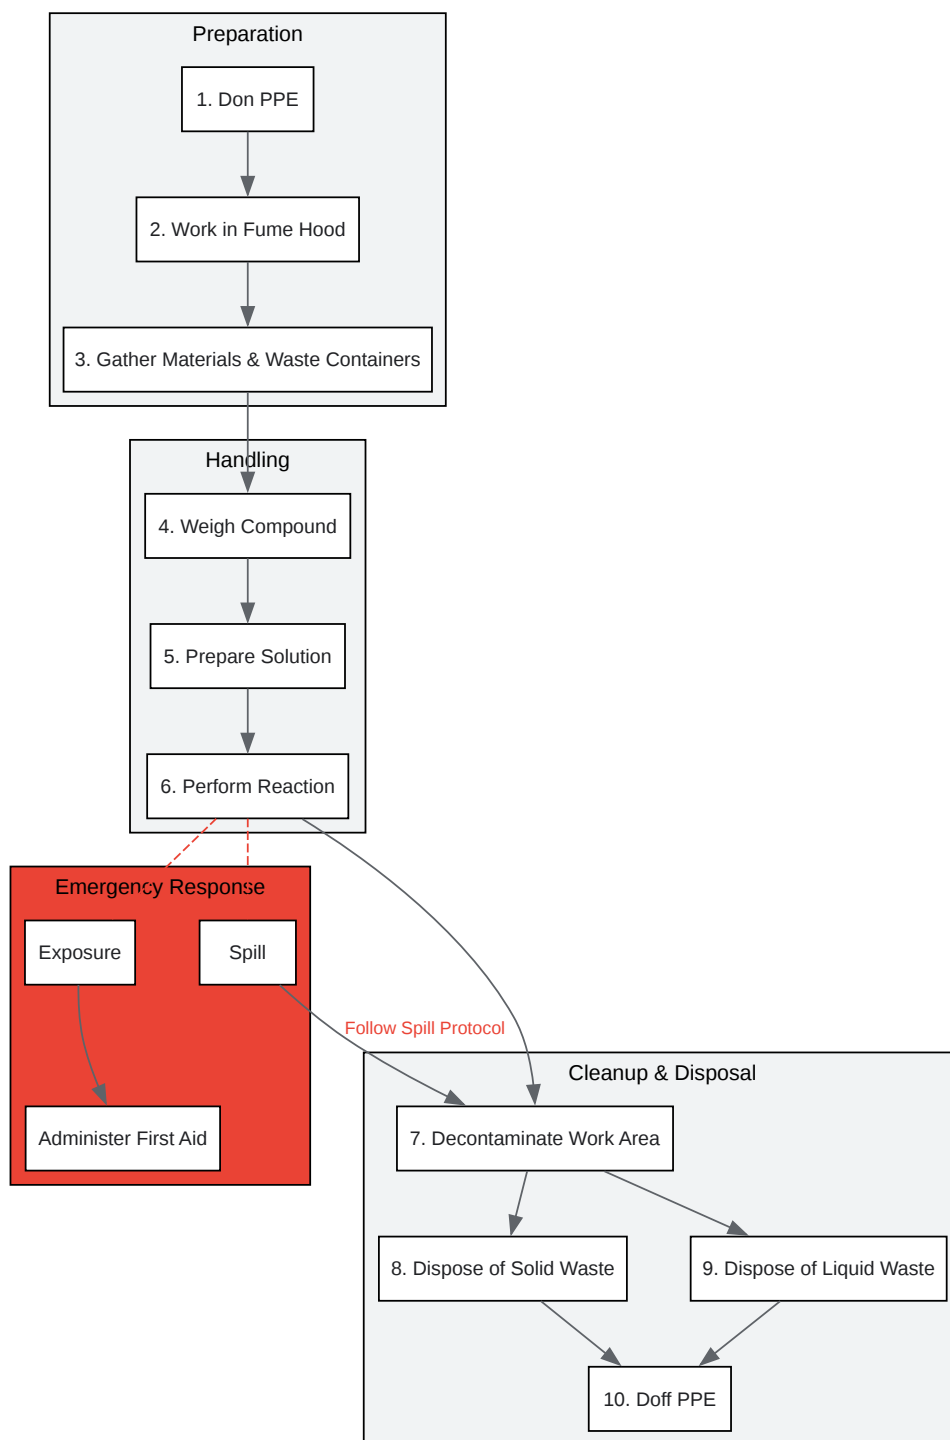 Preparation
1. Don PPE
2. Work in Fume Hood
3. Gather Materials & Waste Containers
Handling
4. Weigh Compound
5. Prepare Solution
6. Perform Reaction
Emergency Response
Exposure
Spill
Follow Spill Protocol
Administer First Aid
Cleanup & Disposal
7. Decontaminate Work Area
8. Dispose of Solid Waste
9. Dispose of Liquid Waste
10. Doff PPE